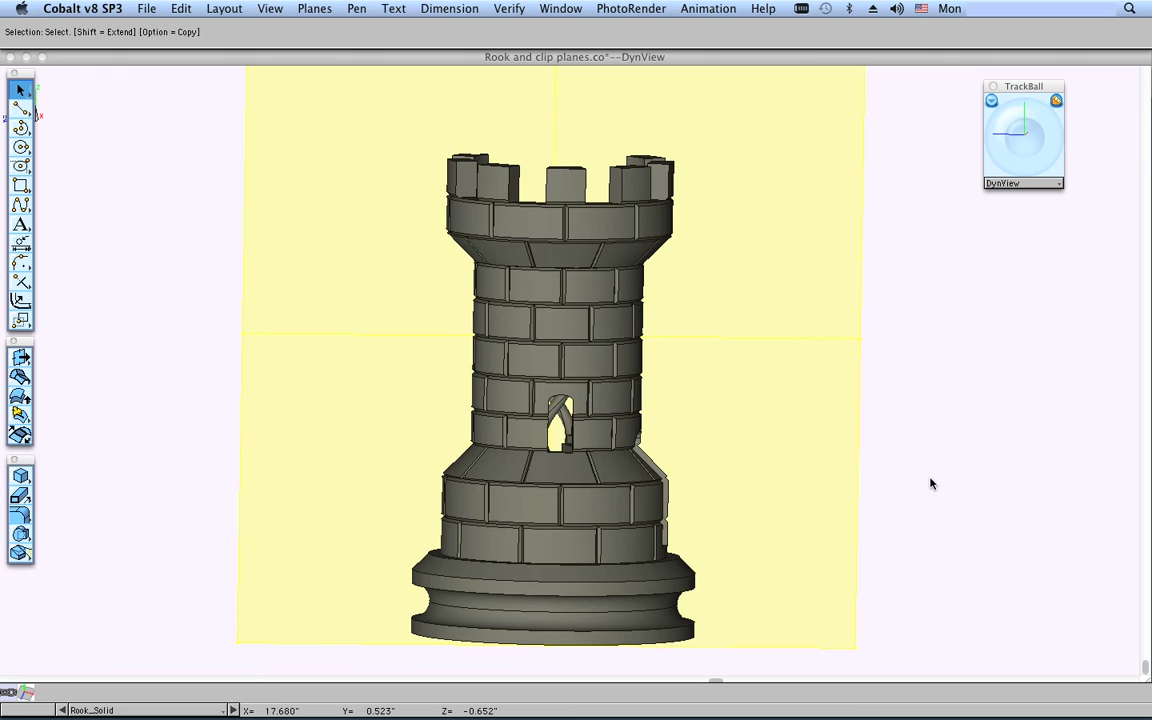 Cobalt v8 SP3 File Edit Layout View Planes Pen Text Dimension Verify Window PhotoRender Animation Help Mon
Selection: Select. [Shift = Extend] [Option = Copy]
Rook and clip planes.co*--DynView
TrackBall
z
x
A
DynView
Rook_Solid X= 17.680" Y= 0.523" Z= -0.652"